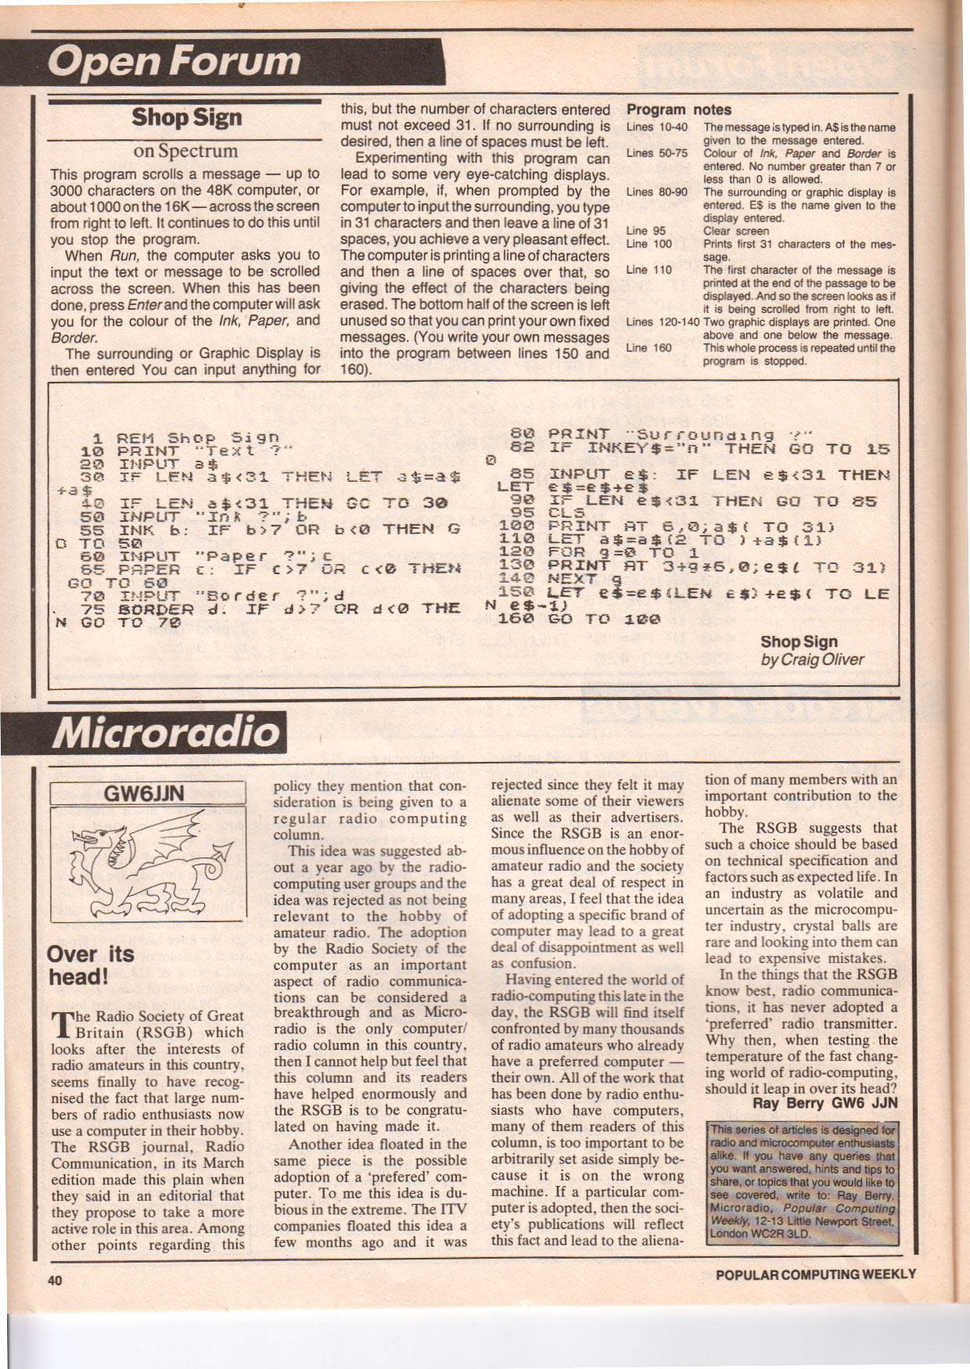 Open Forum
Shop Sign
on Spectrum
This program scrolls a message — up to
3000 characters on the 48K computer, or
about 1000 on the 16K — across the screen
from right to left. It continues to do this until
you stop the program.
When Run, the computer asks you to
input the text or message to be scrolled
across the screen. When this has been
done, press Enter and the computer will ask
you for the colour of the Ink, Paper, and
Border.
The surrounding or Graphic Display is
then entered You can input anything for
this, but the number of characters entered
must not exceed 31. If no surrounding is
desired, then a line of spaces must be left.
Experimenting with this program can
lead to some very eye-catching displays.
For example, if, when prompted by the
computer to input the surrounding, you type
in 31 characters and then leave a line of 31
spaces, you achieve a very pleasant effect.
The computer is printing a line of characters
and then a line of spaces over that, so
giving the effect of the characters being
erased. The bottom half of the screen is left
unused so that you can print your own fixed
messages. (You write your own messages
into the program between lines 150 and
160).
Program notes
Lines 10-40 The message is typed in. A$ is the name
given to the message entered.
Lines 50-75 Colour of Ink, Paper and Border is
entered. No number greater than 7 or
less than 0 is allowed.
Lines 80-90 The surrounding or graphic display is
entered. E$ is the name given to the
display entered.
Line 95 Clear screen
Line 100 Prints first 31 characters of the mes-
sage.
Line 110 The first character of the message is
printed at the end of the passage to be
displayed. And so the screen looks as if
it is being scrolled from right to left.
Lines 120-140 Two graphic displays are printed. One
above and one below the message.
Line 160 This whole process is repeated until the
program is stopped.
1 REM Shop Sign
10 PRINT "Text ?"
20 INPUT a$
30 IF LEN a$<31 THEN LET a$=a$
+a$
40 IF LEN a$<31 THEN GO TO 30
50 INPUT "Ink ?";b
55 INK b: IF b>7 OR b<0 THEN G
O TO 50
60 INPUT "Paper ?";c
65 PAPER c: IF c>7 OR c<0 THEN
GO TO 60
70 INPUT "Border ?";d
75 BORDER d. IF d>7 OR d<0 THE
N GO TO 70
80 PRINT "Surrounding ?"
82 IF INKEY$="n" THEN GO TO 15
0
85 INPUT e$: IF LEN e$<31 THEN
LET e$=e$+e$
90 IF LEN e$<31 THEN GO TO 85
95 CLS
100 PRINT AT 6,0;a$( TO 31)
110 LET a$=a$(2 TO )+a$(1)
120 FOR g=0 TO 1
130 PRINT AT 3+g*6,0;e$( TO 31)
140 NEXT g
150 LET e$=e$(LEN e$)+e$( TO LE
N e$-1)
160 GO TO 100
Shop Sign
by Craig Oliver
Microradio
GW6JJN
Over its
head!
The Radio Society of Great
Britain (RSGB) which
looks after the interests of
radio amateurs in this country,
seems finally to have recog-
nised the fact that large num-
bers of radio enthusiasts now
use a computer in their hobby.
The RSGB journal, Radio
Communication, in its March
edition made this plain when
they said in an editorial that
they propose to take a more
active role in this area. Among
other points regarding this
policy they mention that con-
sideration is being given to a
regular radio computing
column.
This idea was suggested ab-
out a year ago by the radio-
computing user groups and the
idea was rejected as not being
relevant to the hobby of
amateur radio. The adoption
by the Radio Society of the
computer as an important
aspect of radio communica-
tions can be considered a
breakthrough and as Micro-
radio is the only computer/
radio column in this country,
then I cannot help but feel that
this column and its readers
have helped enormously and
the RSGB is to be congratu-
lated on having made it.
Another idea floated in the
same piece is the possible
adoption of a 'prefered' com-
puter. To me this idea is du-
bious in the extreme. The ITV
companies floated this idea a
few months ago and it was
rejected since they felt it may
alienate some of their viewers
as well as their advertisers.
Since the RSGB is an enor-
mous influence on the hobby of
amateur radio and the society
has a great deal of respect in
many areas, I feel that the idea
of adopting a specific brand of
computer may lead to a great
deal of disappointment as well
as confusion.
Having entered the world of
radio-computing this late in the
day, the RSGB will find itself
confronted by many thousands
of radio amateurs who already
have a preferred computer —
their own. All of the work that
has been done by radio enthu-
siasts who have computers,
many of them readers of this
column, is too important to be
arbitrarily set aside simply be-
cause it is on the wrong
machine. If a particular com-
puter is adopted, then the soci-
ety's publications will reflect
this fact and lead to the aliena-
tion of many members with an
important contribution to the
hobby.
The RSGB suggests that
such a choice should be based
on technical specification and
factors such as expected life. In
an industry as volatile and
uncertain as the microcompu-
ter industry, crystal balls are
rare and looking into them can
lead to expensive mistakes.
In the things that the RSGB
know best, radio communica-
tions, it has never adopted a
'preferred' radio transmitter.
Why then, when testing the
temperature of the fast chang-
ing world of radio-computing,
should it leap in over its head?
Ray Berry GW6 JJN
This series of articles is designed for
radio and microcomputer enthusiasts
alike. If you have any queries that
you want answered, hints and tips to
share, or topics that you would like to
see covered, write to: Ray Berry,
Microradio, Popular Computing
Weekly, 12-13 Little Newport Street,
London WC2R 3LD.
40
POPULAR COMPUTING WEEKLY